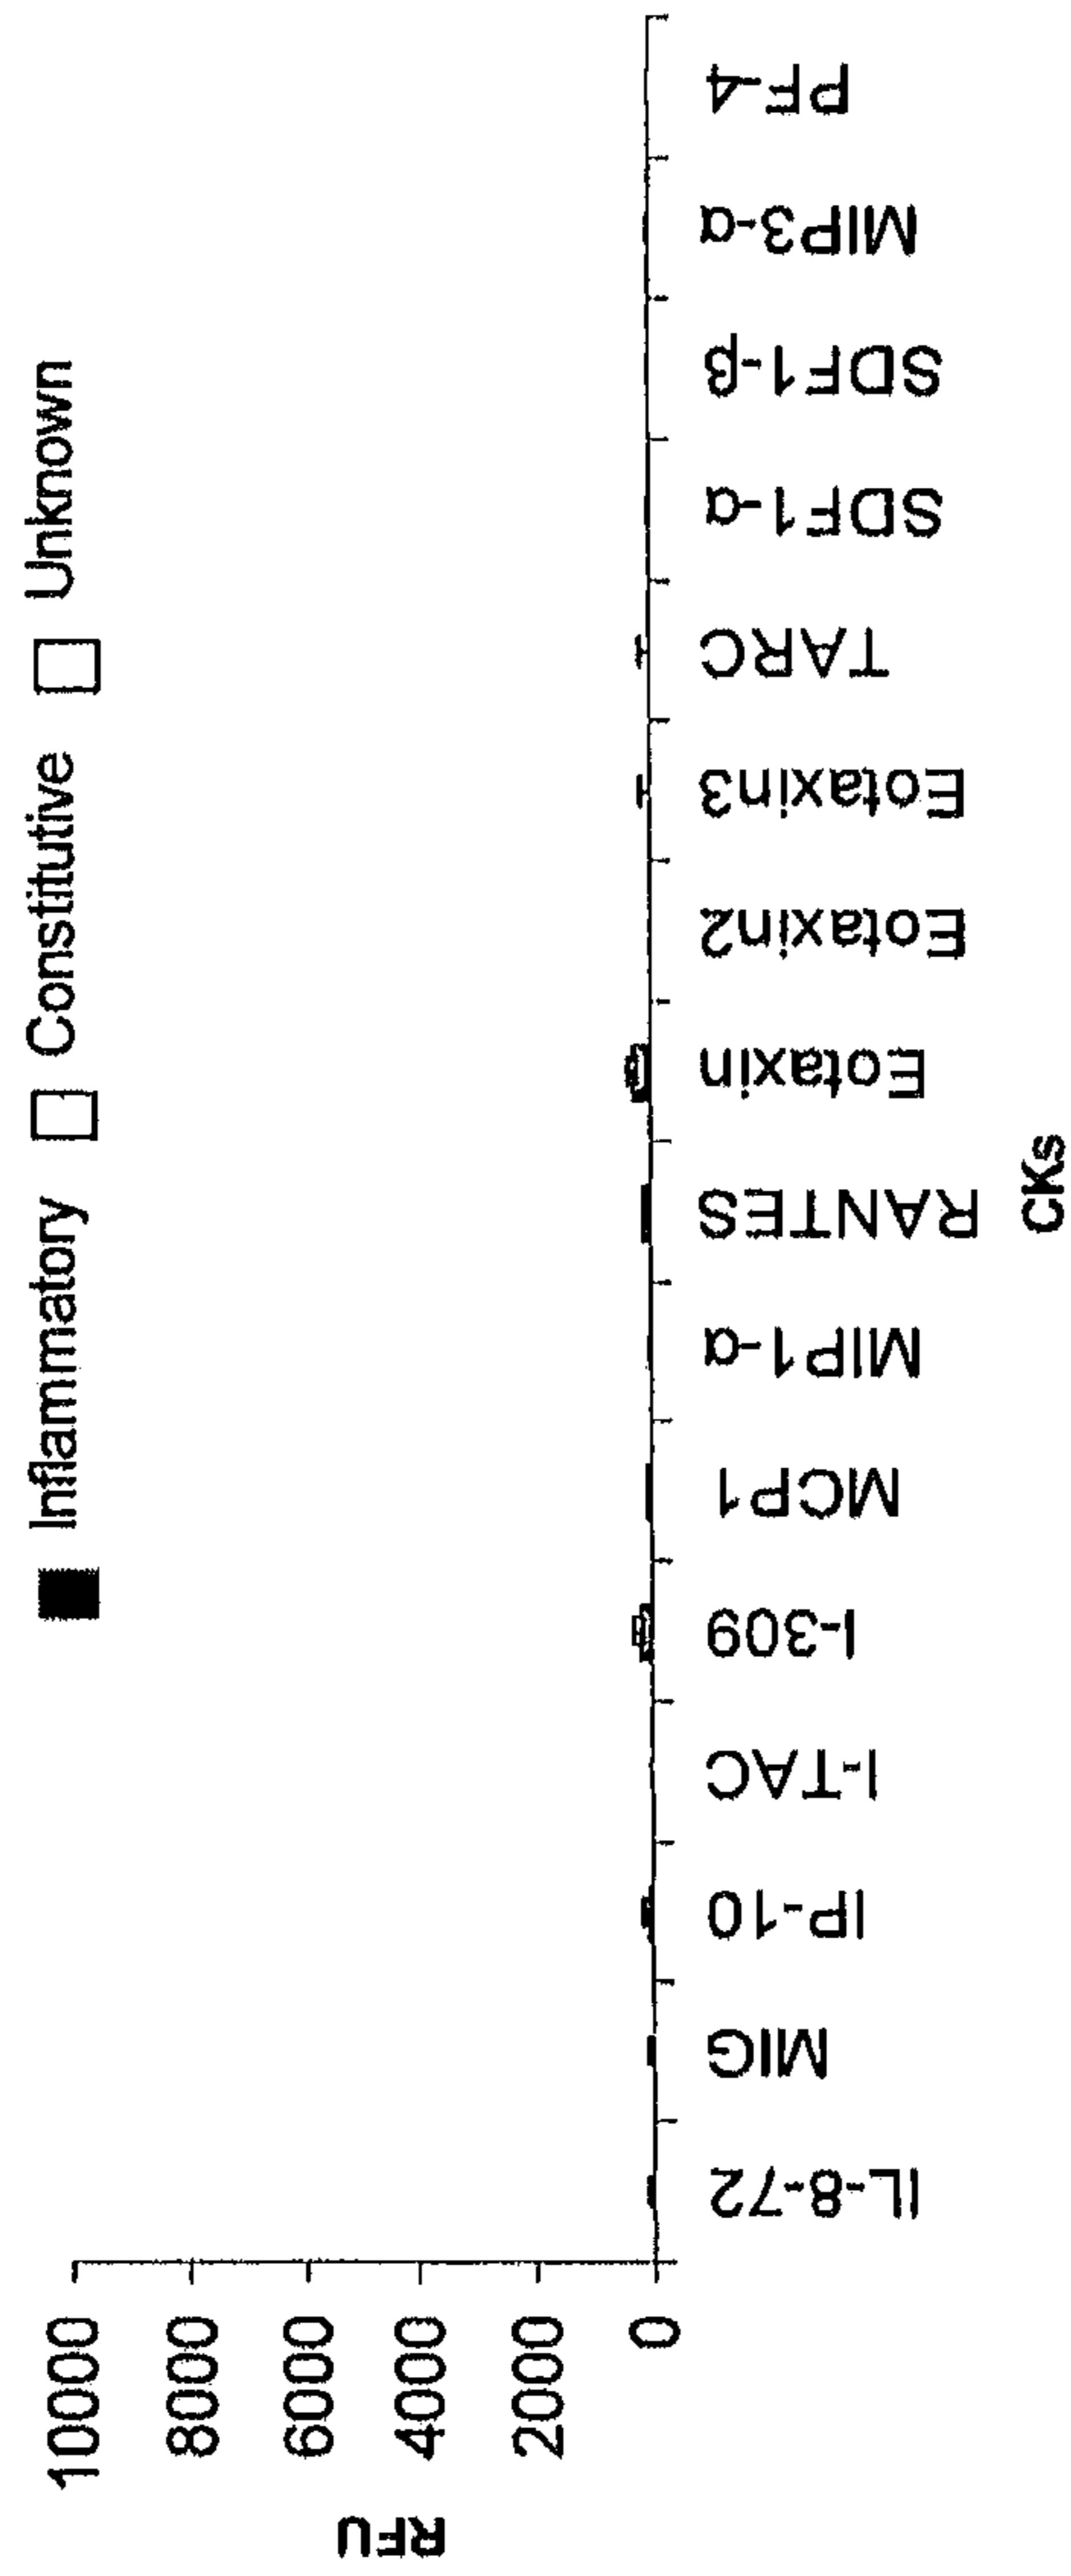 Inflammatory Constitutive Unknown
RFU
10000
8000
6000
4000
2000
0
IL-8-72
MIG
IP-10
I-TAC
I-309
MCP1
MIP1-α
RANTES
Eotaxin
Eotaxin2
Eotaxin3
TARC
SDF1-α
SDF1-β
MIP3-α
PF-4
CKs